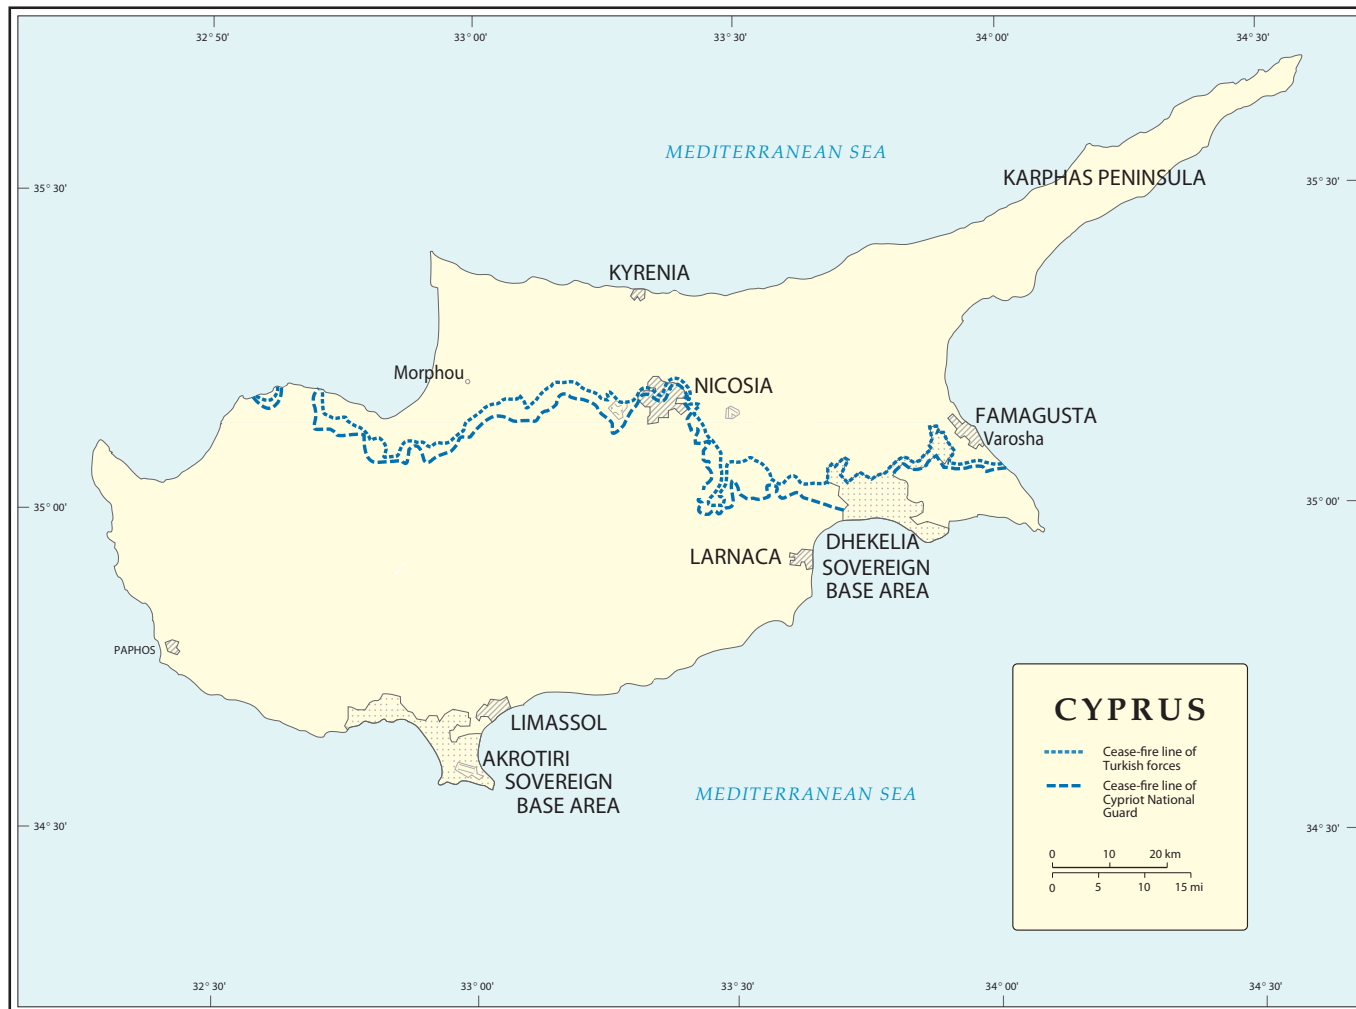 32° 50'
33° 00'
33° 30'
34° 00'
34° 30'
MEDITERRANEAN SEA
KARPHAS PENINSULA
35° 30'
35° 30'
KYRENIA
Morphou
NICOSIA
FAMAGUSTA
Varosha
35° 00'
35° 00'
DHEKELIA
SOVEREIGN
BASE AREA
LARNACA
PAPHOS
LIMASSOL
AKROTIRI
SOVEREIGN
BASE AREA
MEDITERRANEAN SEA
34° 30'
34° 30'
CYPRUS
Cease-fire line of
Turkish forces
Cease-fire line of
Cypriot National
Guard
0 10 20 km
0 5 10 15 mi
32° 30'
33° 00'
33° 30'
34° 00'
34° 30'